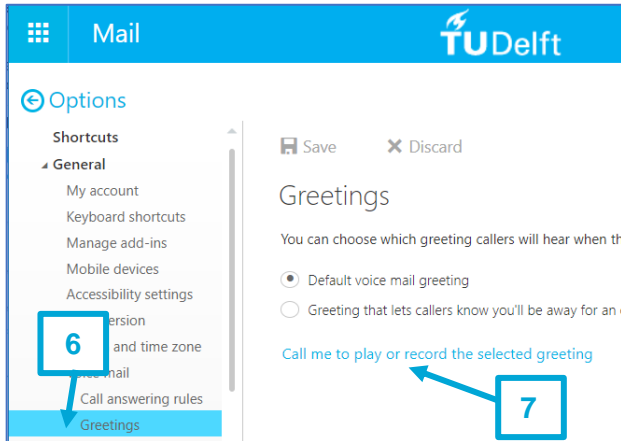 Mail
TUDelft
Options
Shortcuts
General
My account
Keyboard shortcuts
Manage add-ins
Mobile devices
Accessibility settings
and time zone
mail
Call answering rules
Greetings
6
Save
Discard
Greetings
You can choose which greeting callers will hear when
Default voice mail greeting
Greeting that lets callers know you'll be away for an
Call me to play or record the selected greeting
7